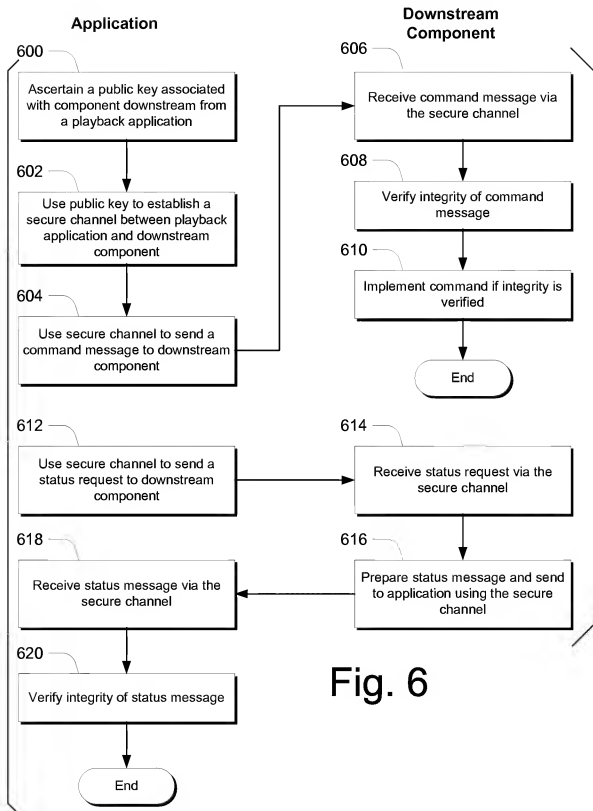 Application
600
Ascertain a public key associated
with component downstream from
a playback application
602
Use public key to establish a
secure channel between playback
application and downstream
component
604
Use secure channel to send a
command message to downstream
component
Downstream
Component
606
Receive command message via
the secure channel
608
Verify integrity of command
message
610
Implement command if integrity is
verified
End
612
Use secure channel to send a
status request to downstream
component
614
Receive status request via the
secure channel
616
Prepare status message and send
to application using the secure
channel
618
Receive status message via the
secure channel
620
Verify integrity of status message
End
Fig. 6